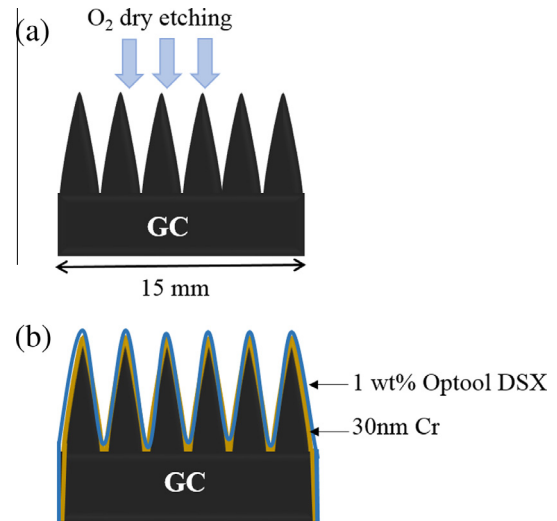 (a)
O₂ dry etching
GC
15 mm
(b)
1 wt% Optool DSX
30nm Cr
GC